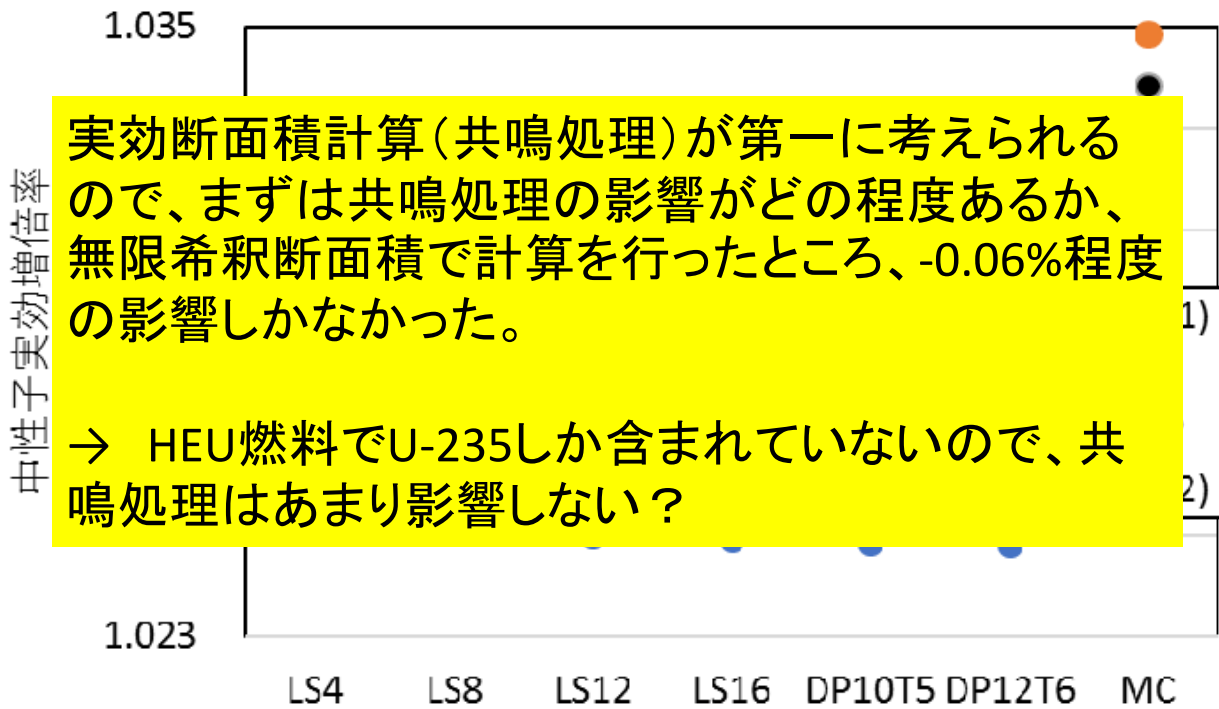 1.035
実効断面積計算（共鳴処理）が第一に考えられる
ので、まずは共鳴処理の影響がどの程度あるか、
無限希釈断面積で計算を行ったところ、-0.06%程度
の影響しかなかった。
→ HEU燃料でU-235しか含まれていないので、共
鳴処理はあまり影響しない？
中性子実効増倍率
1)
2)
1.023
LS4 LS8 LS12 LS16 DP10T5 DP12T6 MC